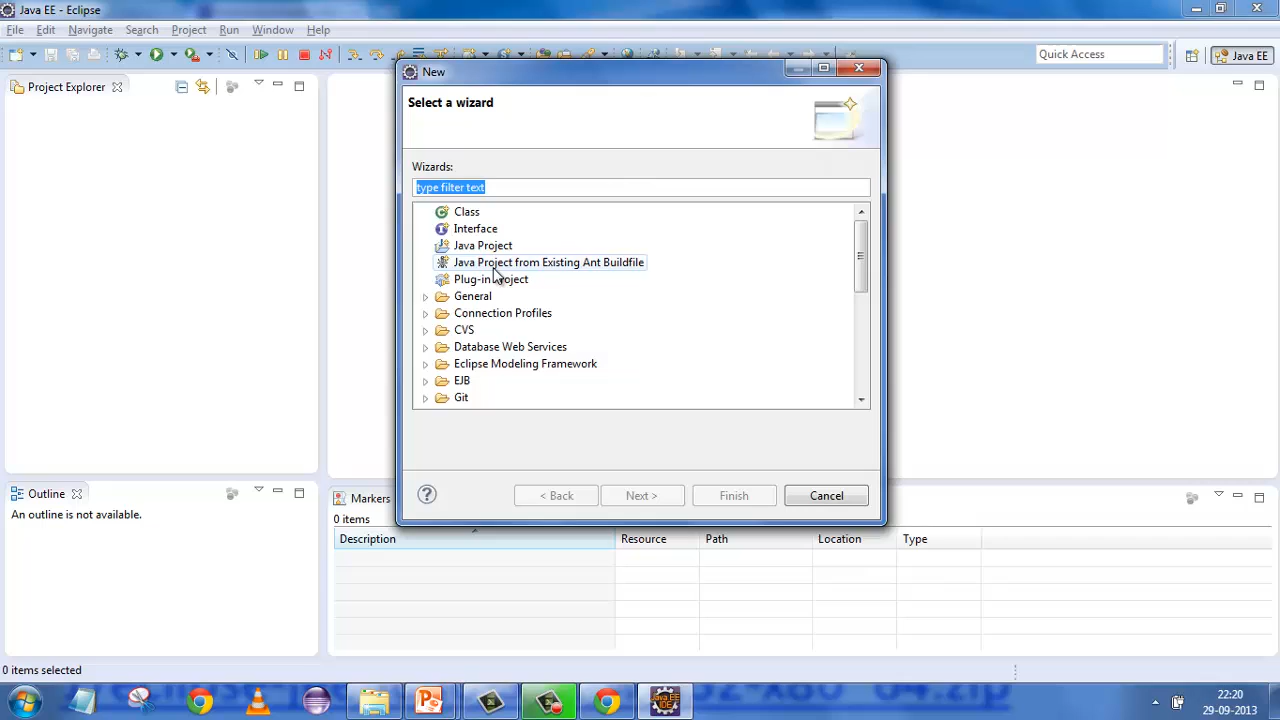 Java EE - Eclipse
File Edit Navigate Search Project Run Window Help
Quick Access
Java EE
Project Explorer
New
Select a wizard
Wizards:
type filter text
Class
Interface
Java Project
Java Project from Existing Ant Buildfile
Plug-in Project
General
Connection Profiles
CVS
Database Web Services
Eclipse Modeling Framework
EJB
Git
< Back Next > Finish Cancel
Outline
An outline is not available.
Markers
0 items
Description Resource Path Location Type
0 items selected
Java EE
IDE
22:20
29-09-2013